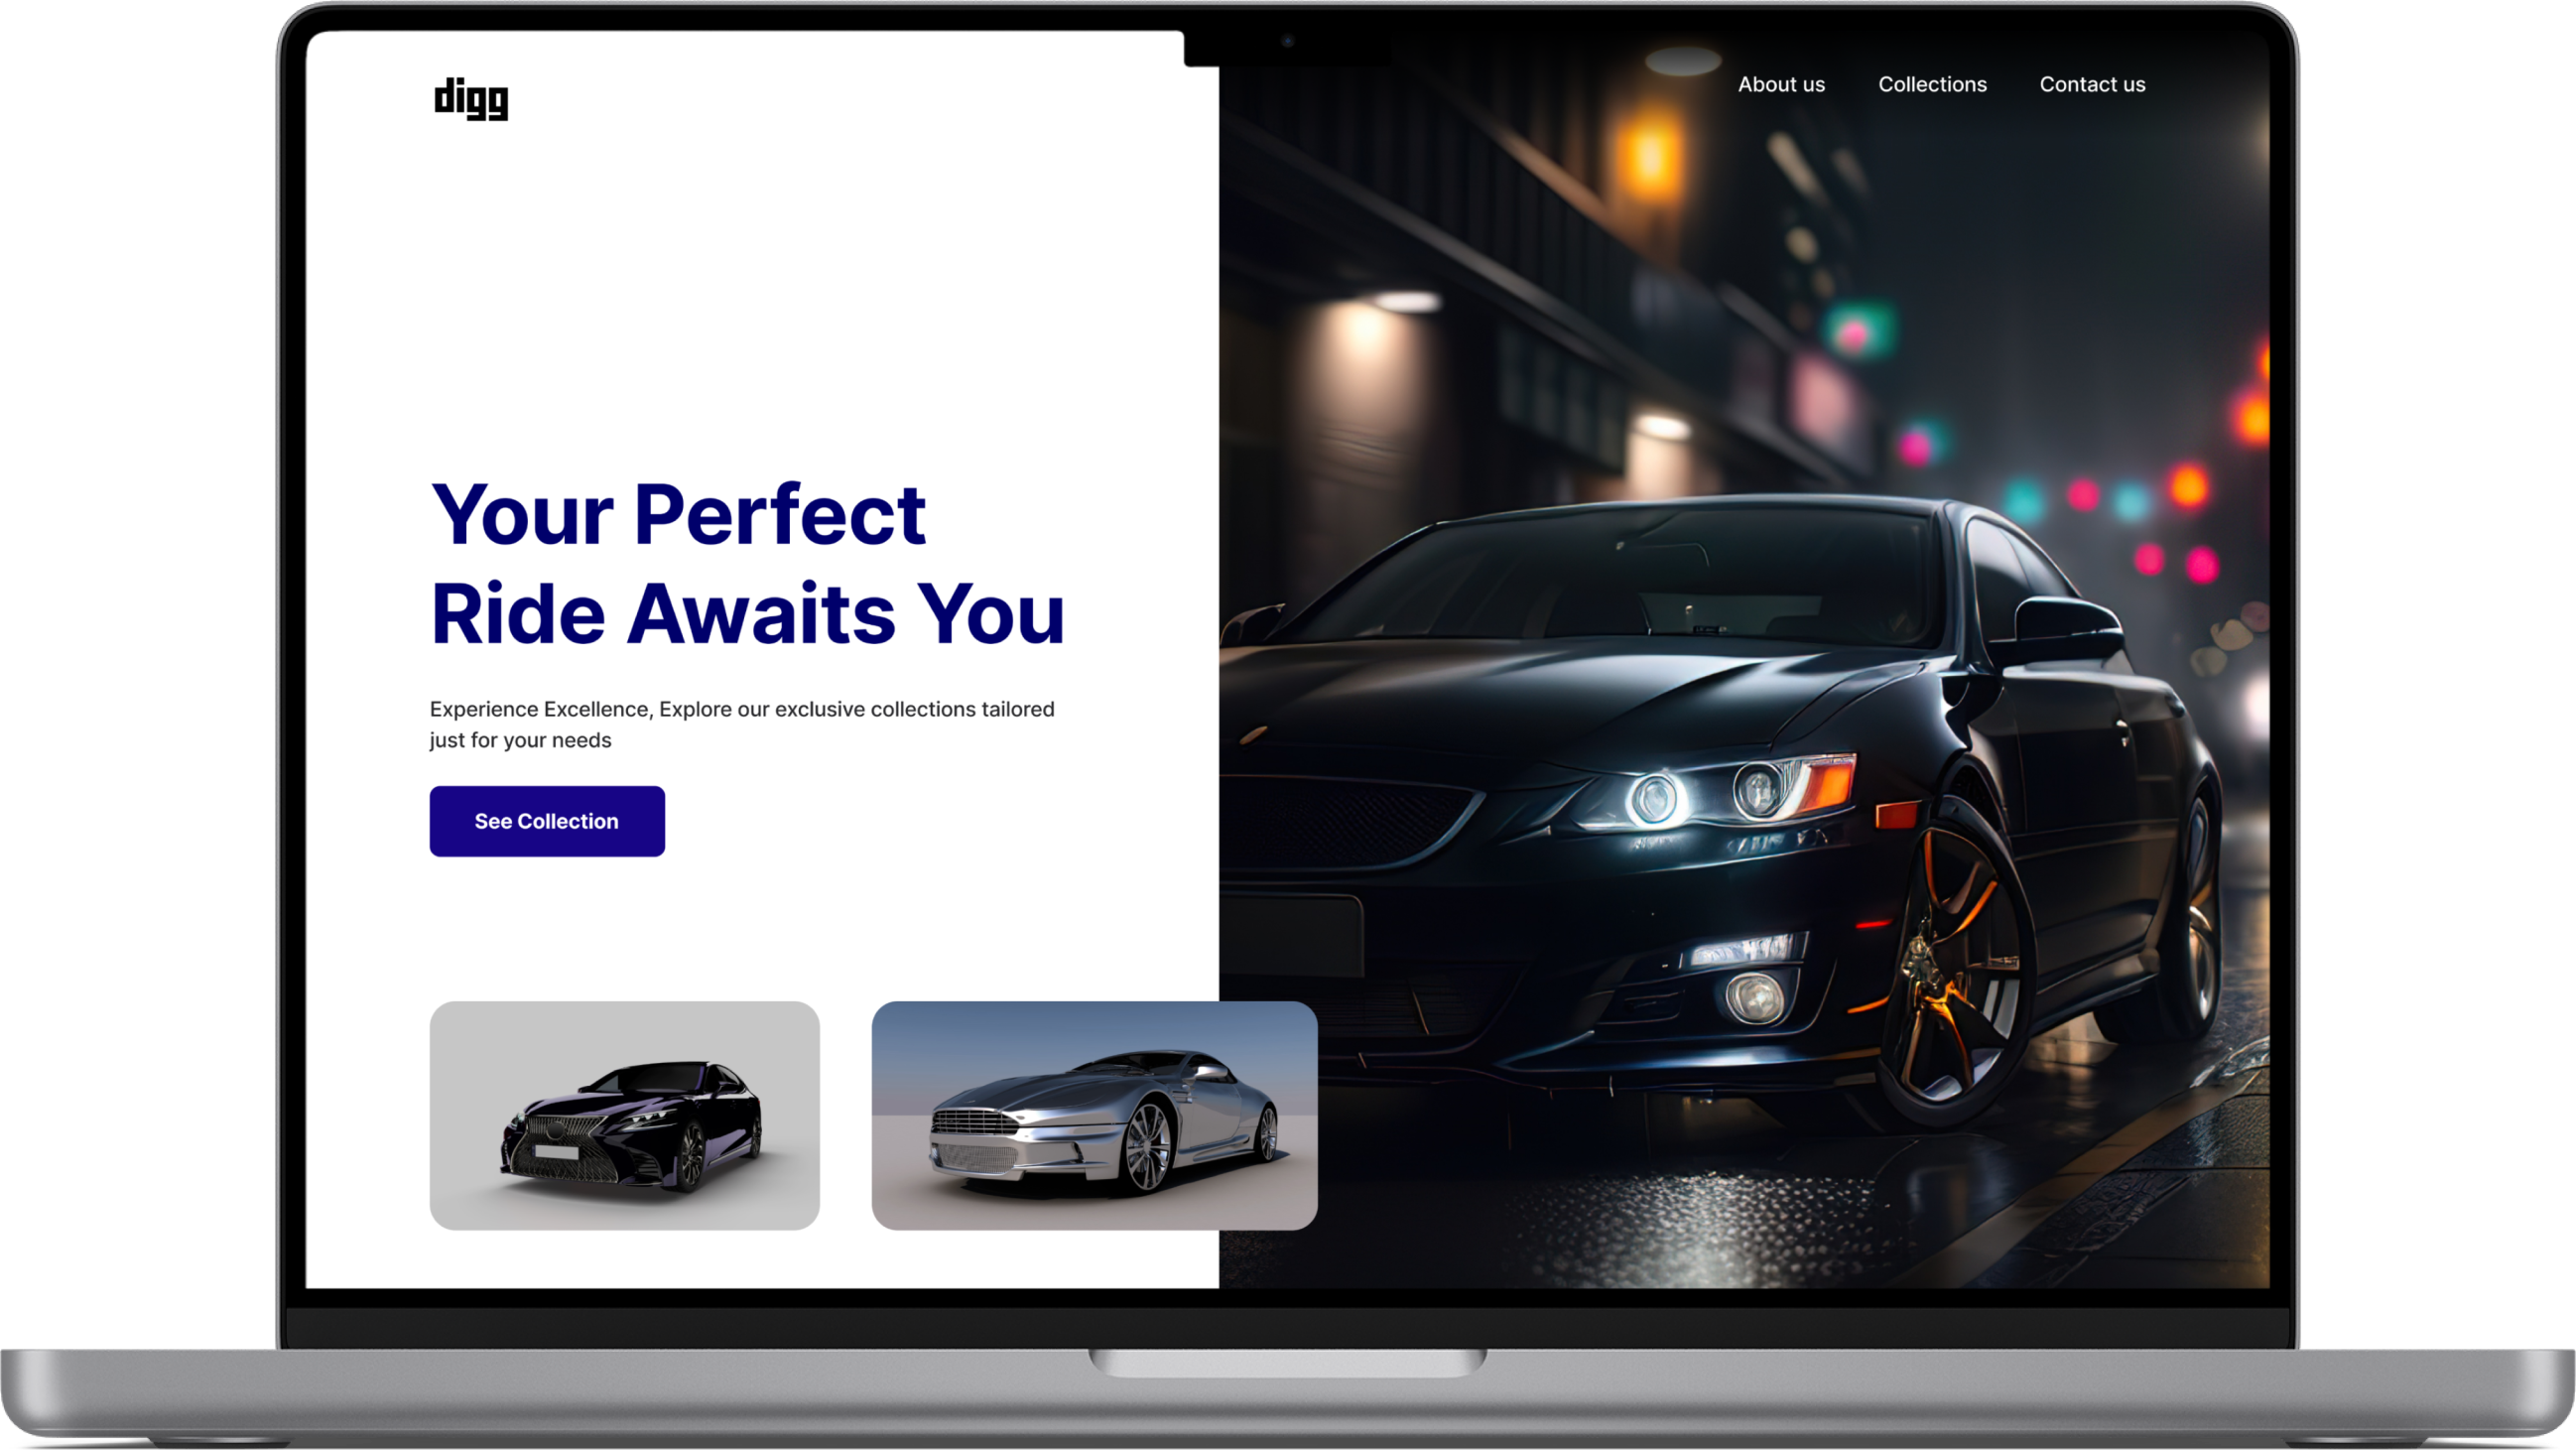 digg
About us
Collections
Contact us
Your Perfect
Ride Awaits You
Experience Excellence, Explore our exclusive collections tailored
just for your needs
See Collection